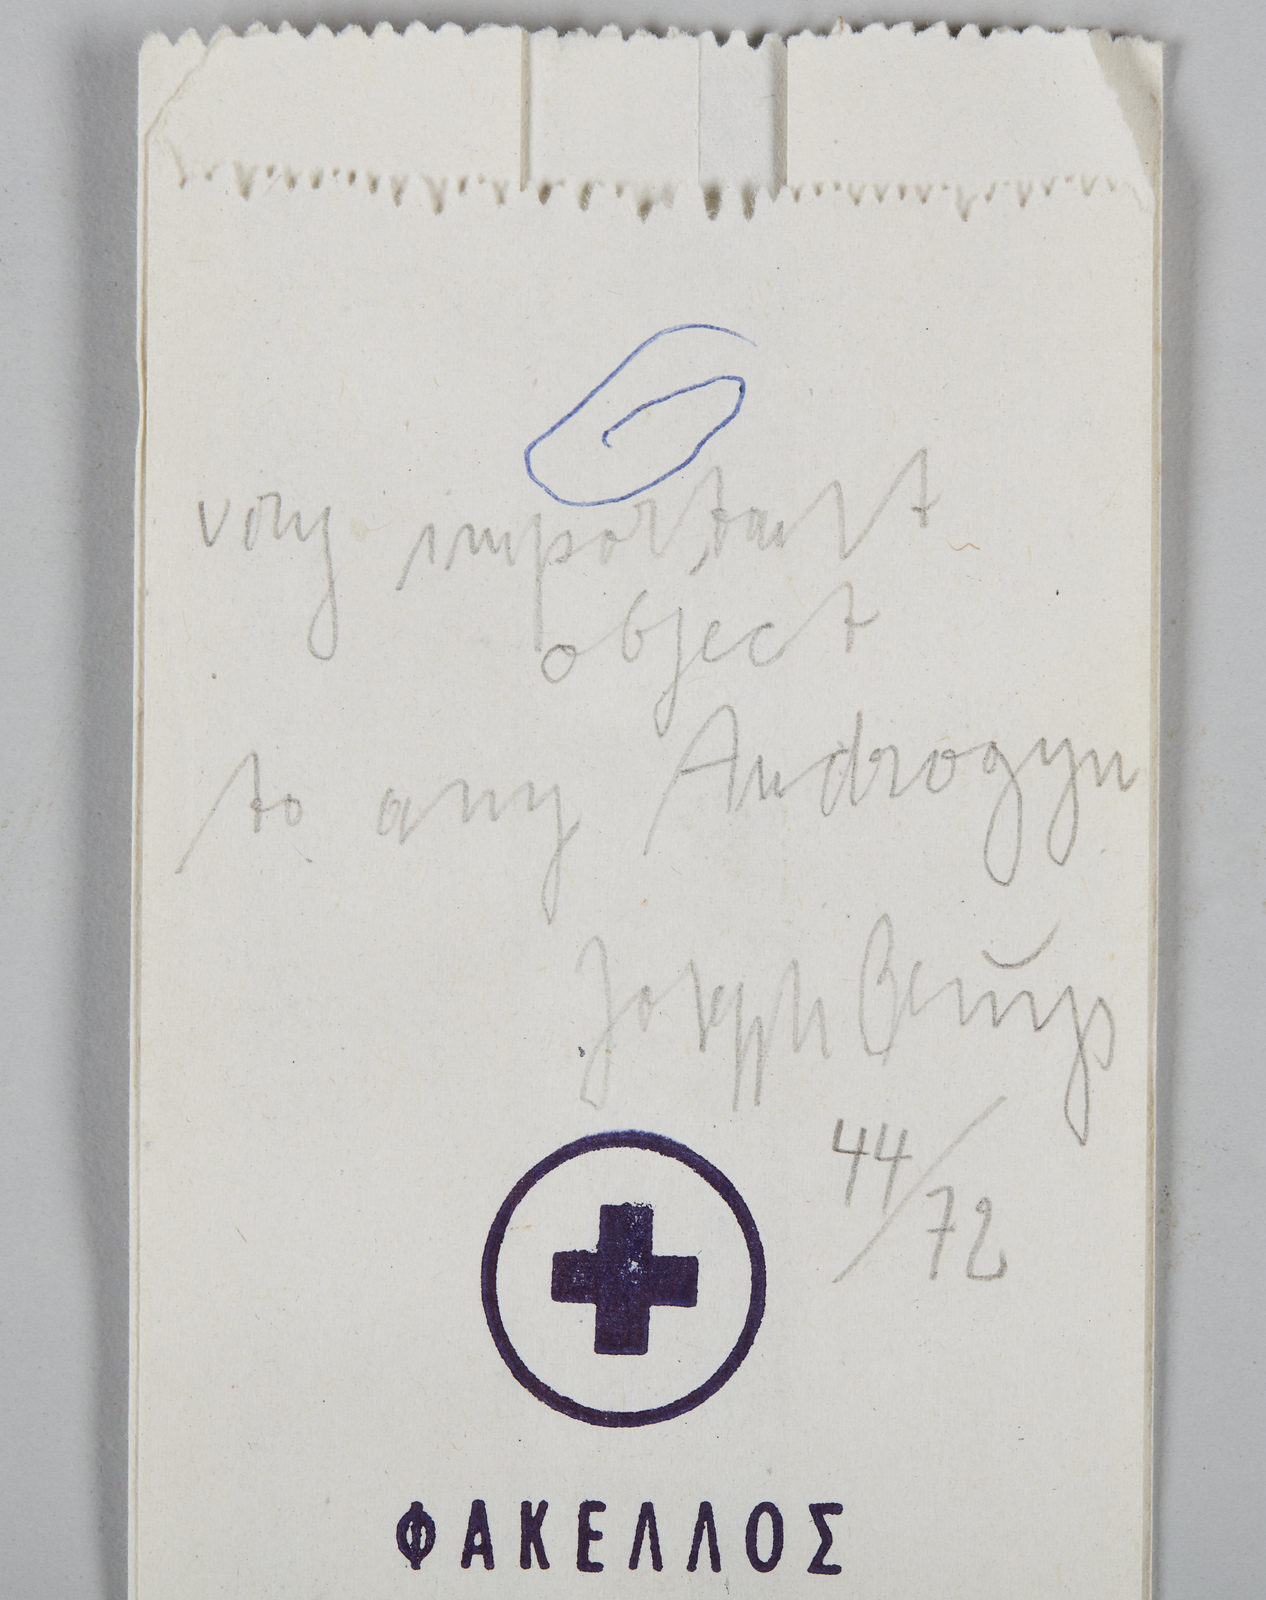 very important
object
to any Androgyn
Joseph Beuys
44/72
ΦΑΚΕΛΛΟΣ